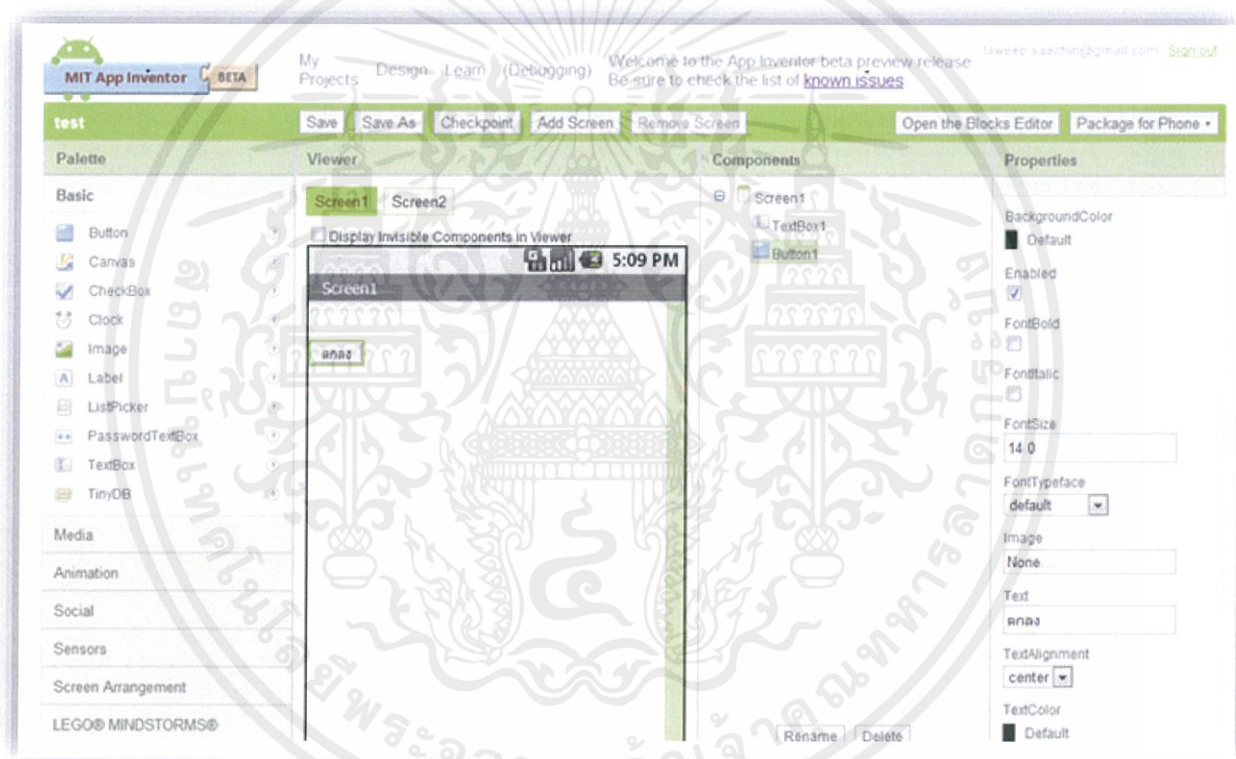 taweep.saechin@gmail.com Sign out
MIT App Inventor BETA
My Projects Design Learn (Debugging)
Welcome to the App Inventor beta preview release
Be sure to check the list of known issues
test
Save Save As Checkpoint Add Screen Remove Screen Open the Blocks Editor Package for Phone
Palette
Basic
Button
Canvas
CheckBox
Clock
Image
Label
ListPicker
PasswordTextBox
TextBox
TinyDB
Media
Animation
Social
Sensors
Screen Arrangement
LEGO® MINDSTORMS®
Viewer
Screen1 Screen2
Display Invisible Components in Viewer
5:09 PM
Screen1
ตกลง
Components
Screen1
TextBox1
Button1
Rename Delete
Properties
BackgroundColor
Default
Enabled
FontBold
FontItalic
FontSize
14.0
FontTypeface
default
Image
None...
Text
ตกลง
TextAlignment
center
TextColor
Default